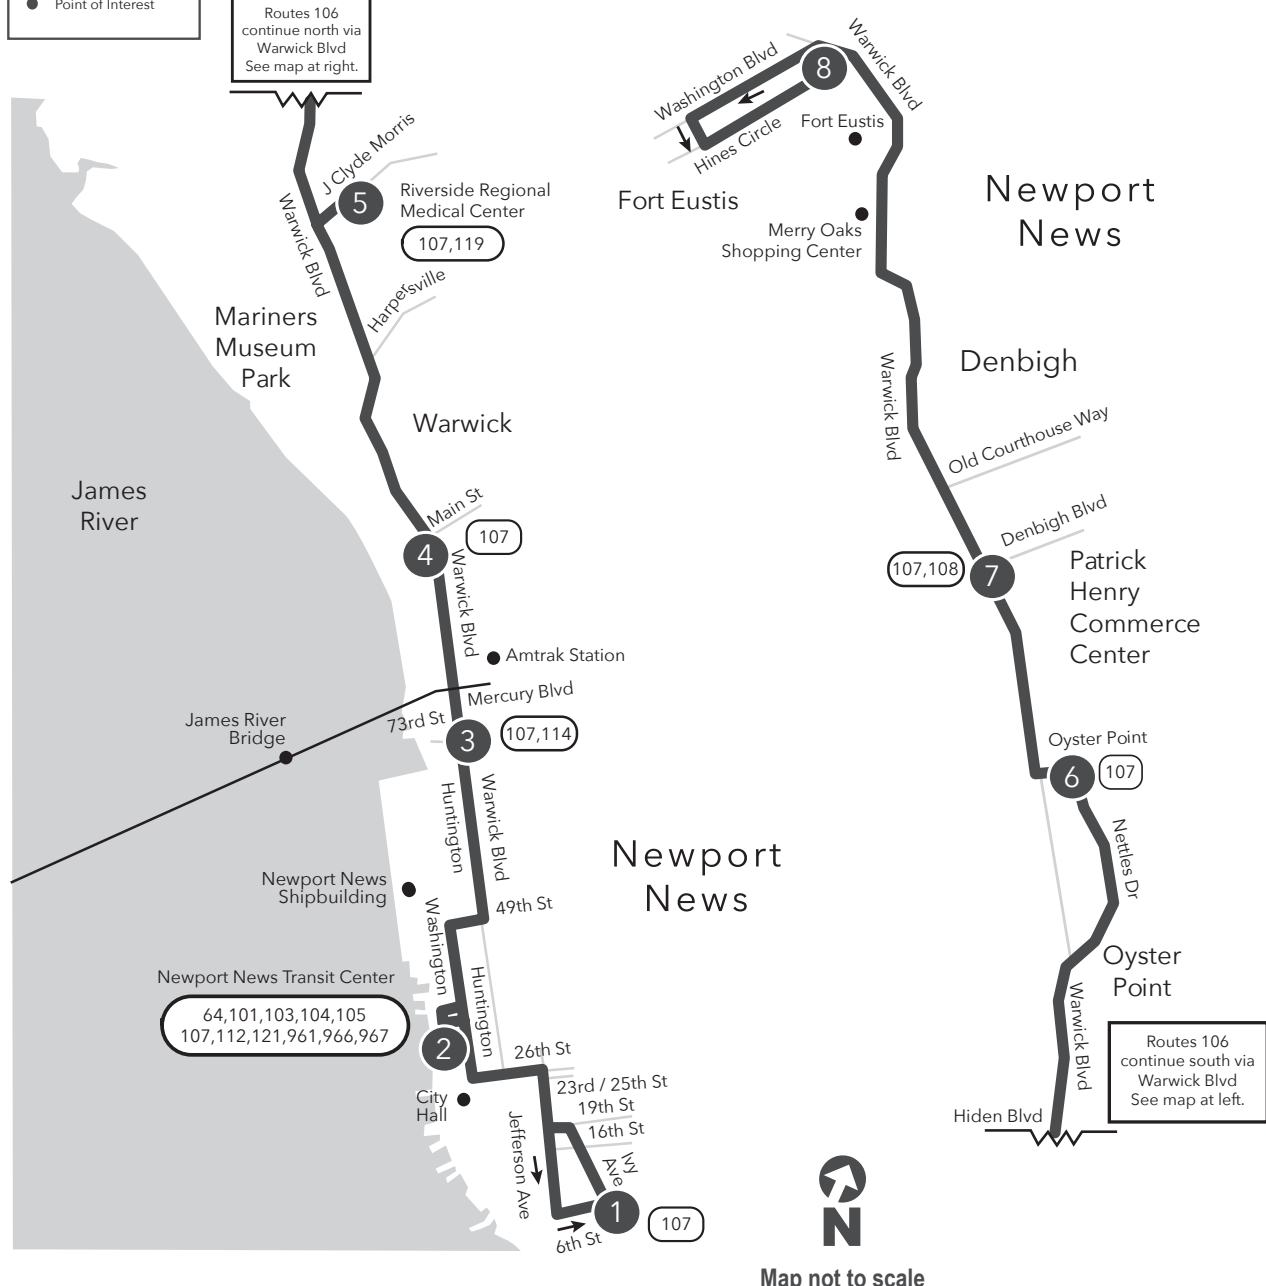 Point of Interest
Routes 106
continue north via
Warwick Blvd
See map at right.
J Clyde Morris
5
Riverside Regional
Medical Center
107,119
Warwick Blvd
Harpersville
Mariners
Museum
Park
Warwick
James
River
Main St
4
107
Warwick Blvd
Amtrak Station
Mercury Blvd
James River
Bridge
73rd St
3
107,114
Huntington
Warwick Blvd
Newport
News
Newport News
Shipbuilding
49th St
Washington
Huntington
Newport News Transit Center
64,101,103,104,105
107,112,121,961,966,967
2
26th St
City
Hall
23rd / 25th St
19th St
16th St
Jefferson Ave
Ivy
Ave
1
107
6th St
Washington Blvd
8
Warwick Blvd
Hines Circle
Fort Eustis
Fort Eustis
Merry Oaks
Shopping Center
Newport
News
Denbigh
Warwick Blvd
Old Courthouse Way
Denbigh Blvd
107,108
7
Patrick
Henry
Commerce
Center
Oyster Point
6
107
Nettles Dr
Oyster
Point
Warwick Blvd
Routes 106
continue south via
Warwick Blvd
See map at left.
Hiden Blvd
N
Map not to scale